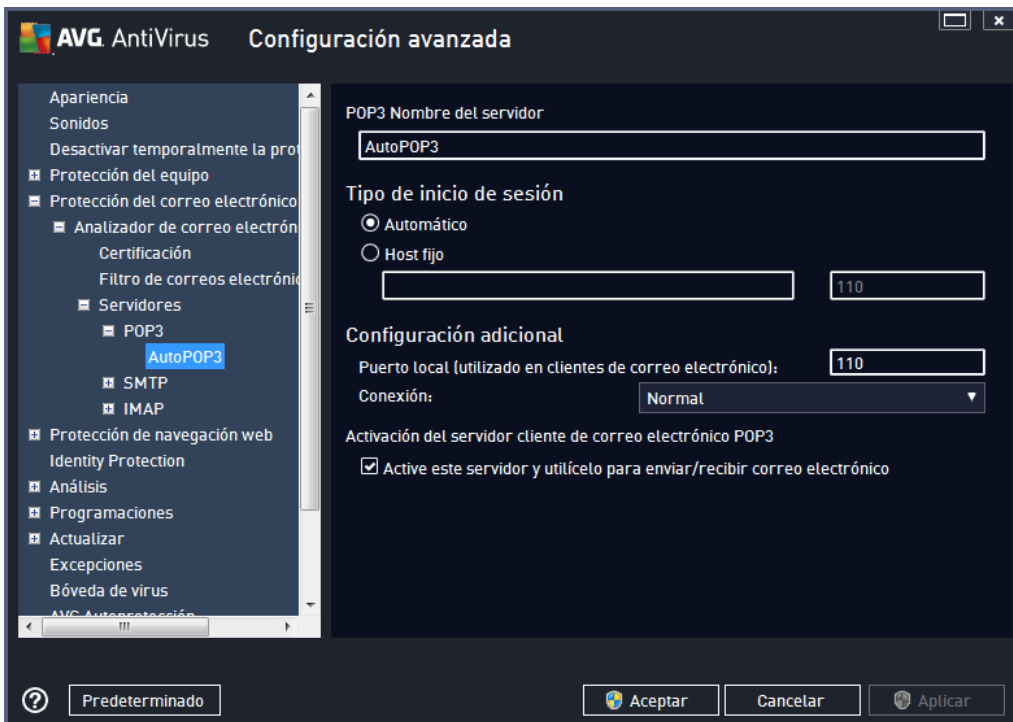 AVG AntiVirus Configuración avanzada
Apariencia
Sonidos
Desactivar temporalmente la prot
Protección del equipo
Protección del correo electrónico
Analizador de correo electrón
Certificación
Filtro de correos electrónic
Servidores
POP3
AutoPOP3
SMTP
IMAP
Protección de navegación web
Identity Protection
Análisis
Programaciones
Actualizar
Excepciones
Bóveda de virus
AVG Autoprotección
POP3 Nombre del servidor
AutoPOP3
Tipo de inicio de sesión
Automático
Host fijo
110
Configuración adicional
Puerto local (utilizado en clientes de correo electrónico):
110
Conexión:
Normal
Activación del servidor cliente de correo electrónico POP3
Active este servidor y utilícelo para enviar/recibir correo electrónico
Predeterminado
Aceptar
Cancelar
Aplicar